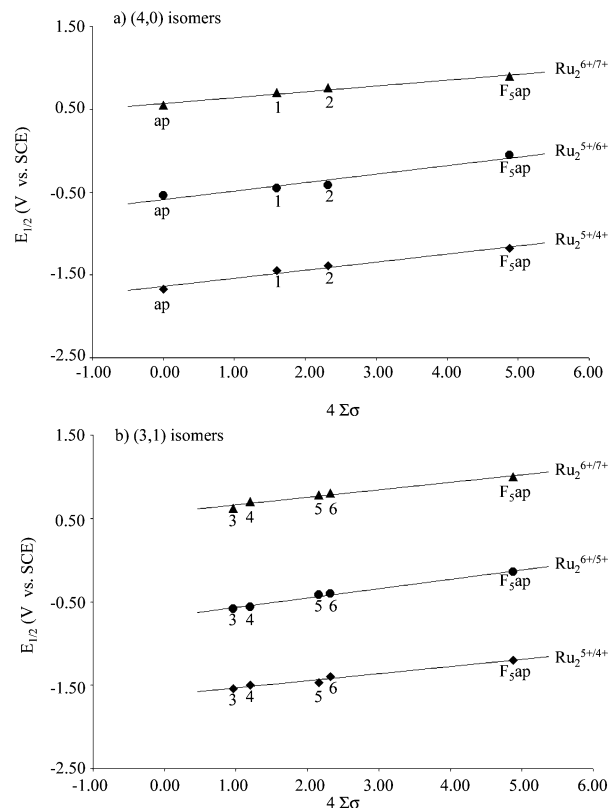 a) (4,0) isomers
1.50
0.50
-0.50
-1.50
-2.50
E1/2 (V vs. SCE)
Ru2 6+/7+
ap 1 2 F5ap
Ru2 5+/6+
ap 1 2 F5ap
Ru2 5+/4+
ap 1 2 F5ap
-1.00 0.00 1.00 2.00 3.00 4.00 5.00 6.00
4 Σσ
b) (3,1) isomers
1.50
0.50
-0.50
-1.50
-2.50
E1/2 (V vs. SCE)
Ru2 6+/7+
3 4 5 6 F5ap
Ru2 6+/5+
3 4 5 6 F5ap
Ru2 5+/4+
3 4 5 6 F5ap
-1.00 0.00 1.00 2.00 3.00 4.00 5.00 6.00
4 Σσ